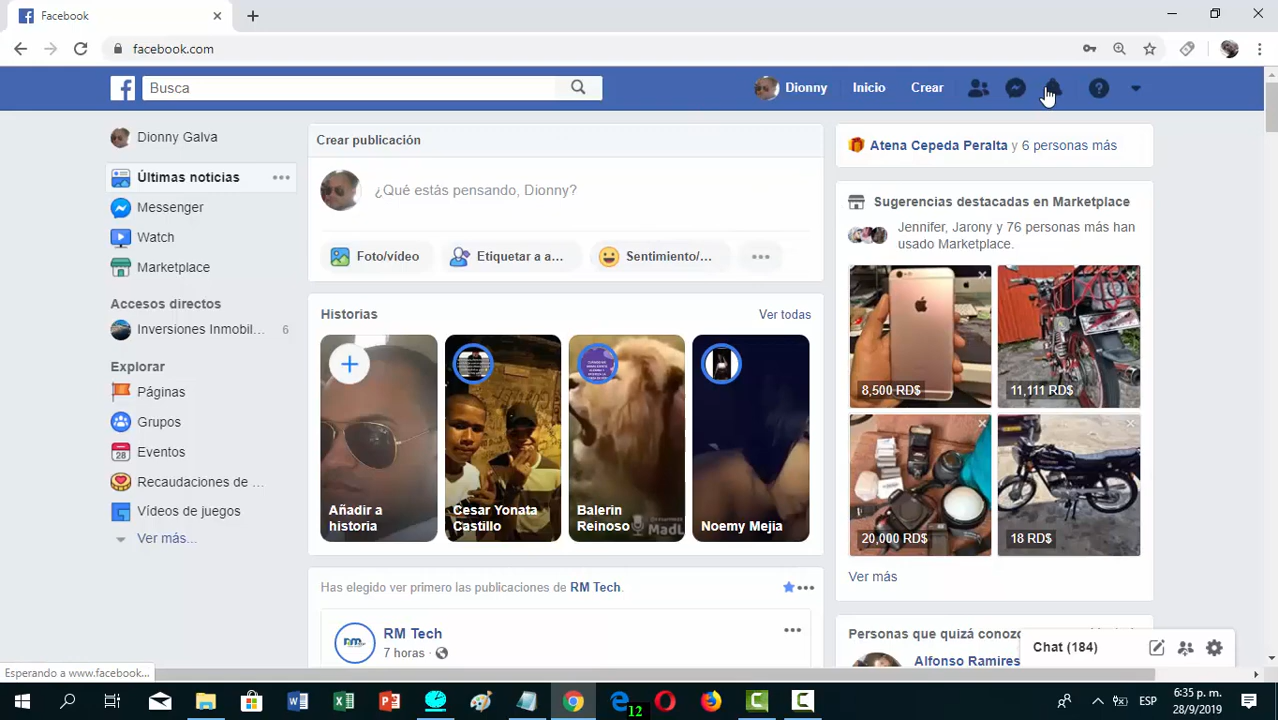 Facebook
facebook.com
Busca
Dionny
Inicio
Crear
Dionny Galva
Últimas noticias
Messenger
Watch
Marketplace
Accesos directos
Inversiones Inmobil... 6
Explorar
Páginas
Grupos
28
Eventos
Recaudaciones de ...
Vídeos de juegos
Ver más...
Crear publicación
¿Qué estás pensando, Dionny?
Foto/vídeo
Etiquetar a a...
Sentimiento/...
Historias
Ver todas
Añadir a
historia
Cesar Yonata
Castillo
Balerin
Reinoso
Noemy Mejia
Has elegido ver primero las publicaciones de RM Tech.
RM Tech
7 horas
Atena Cepeda Peralta y 6 personas más
Sugerencias destacadas en Marketplace
Jennifer, Jarony y 76 personas más han
usado Marketplace.
8,500 RD$
11,111 RD$
20,000 RD$
18 RD$
Ver más
Personas que quizá conozc
Alfonso Ramires
Chat (184)
Esperando a www.facebook...
12
ESP
6:35 p. m.
28/9/2019